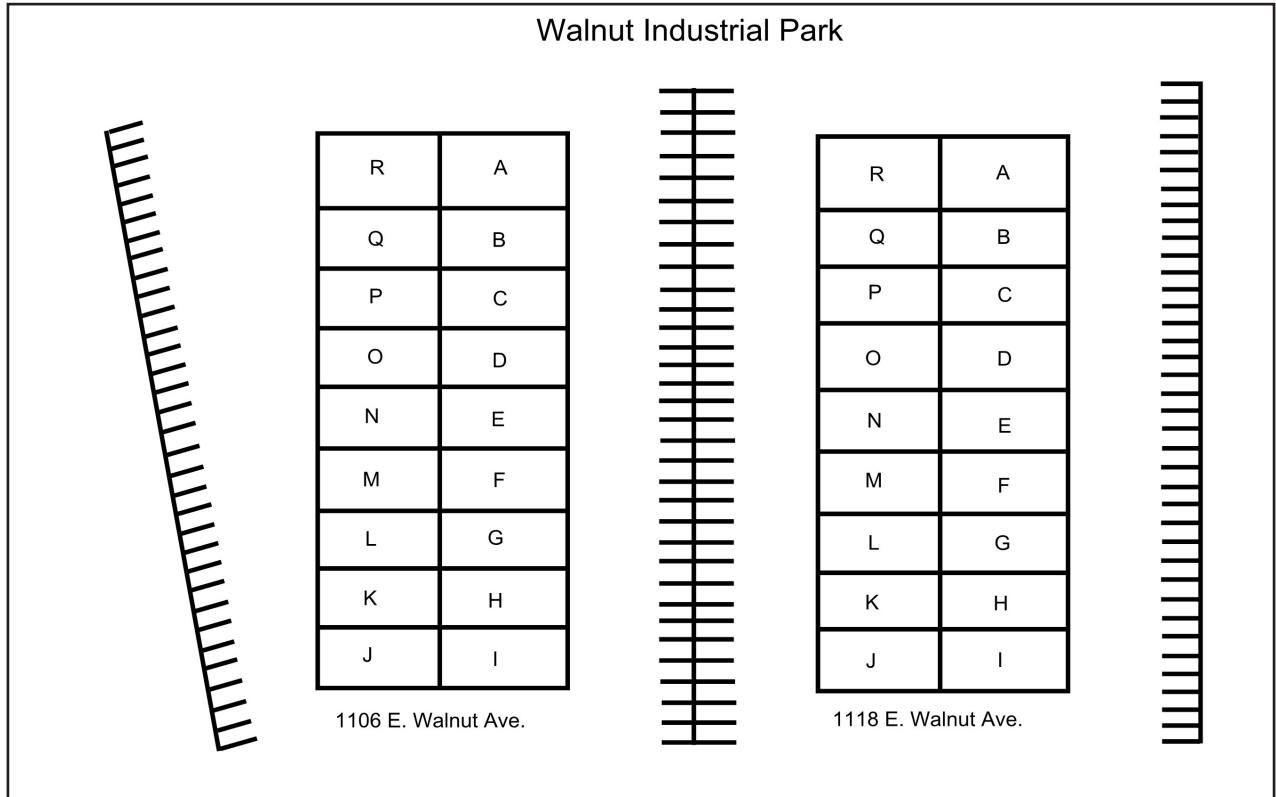 Walnut Industrial Park
R A
Q B
P C
O D
N E
M F
L G
K H
J I
1106 E. Walnut Ave.
R A
Q B
P C
O D
N E
M F
L G
K H
J I
1118 E. Walnut Ave.